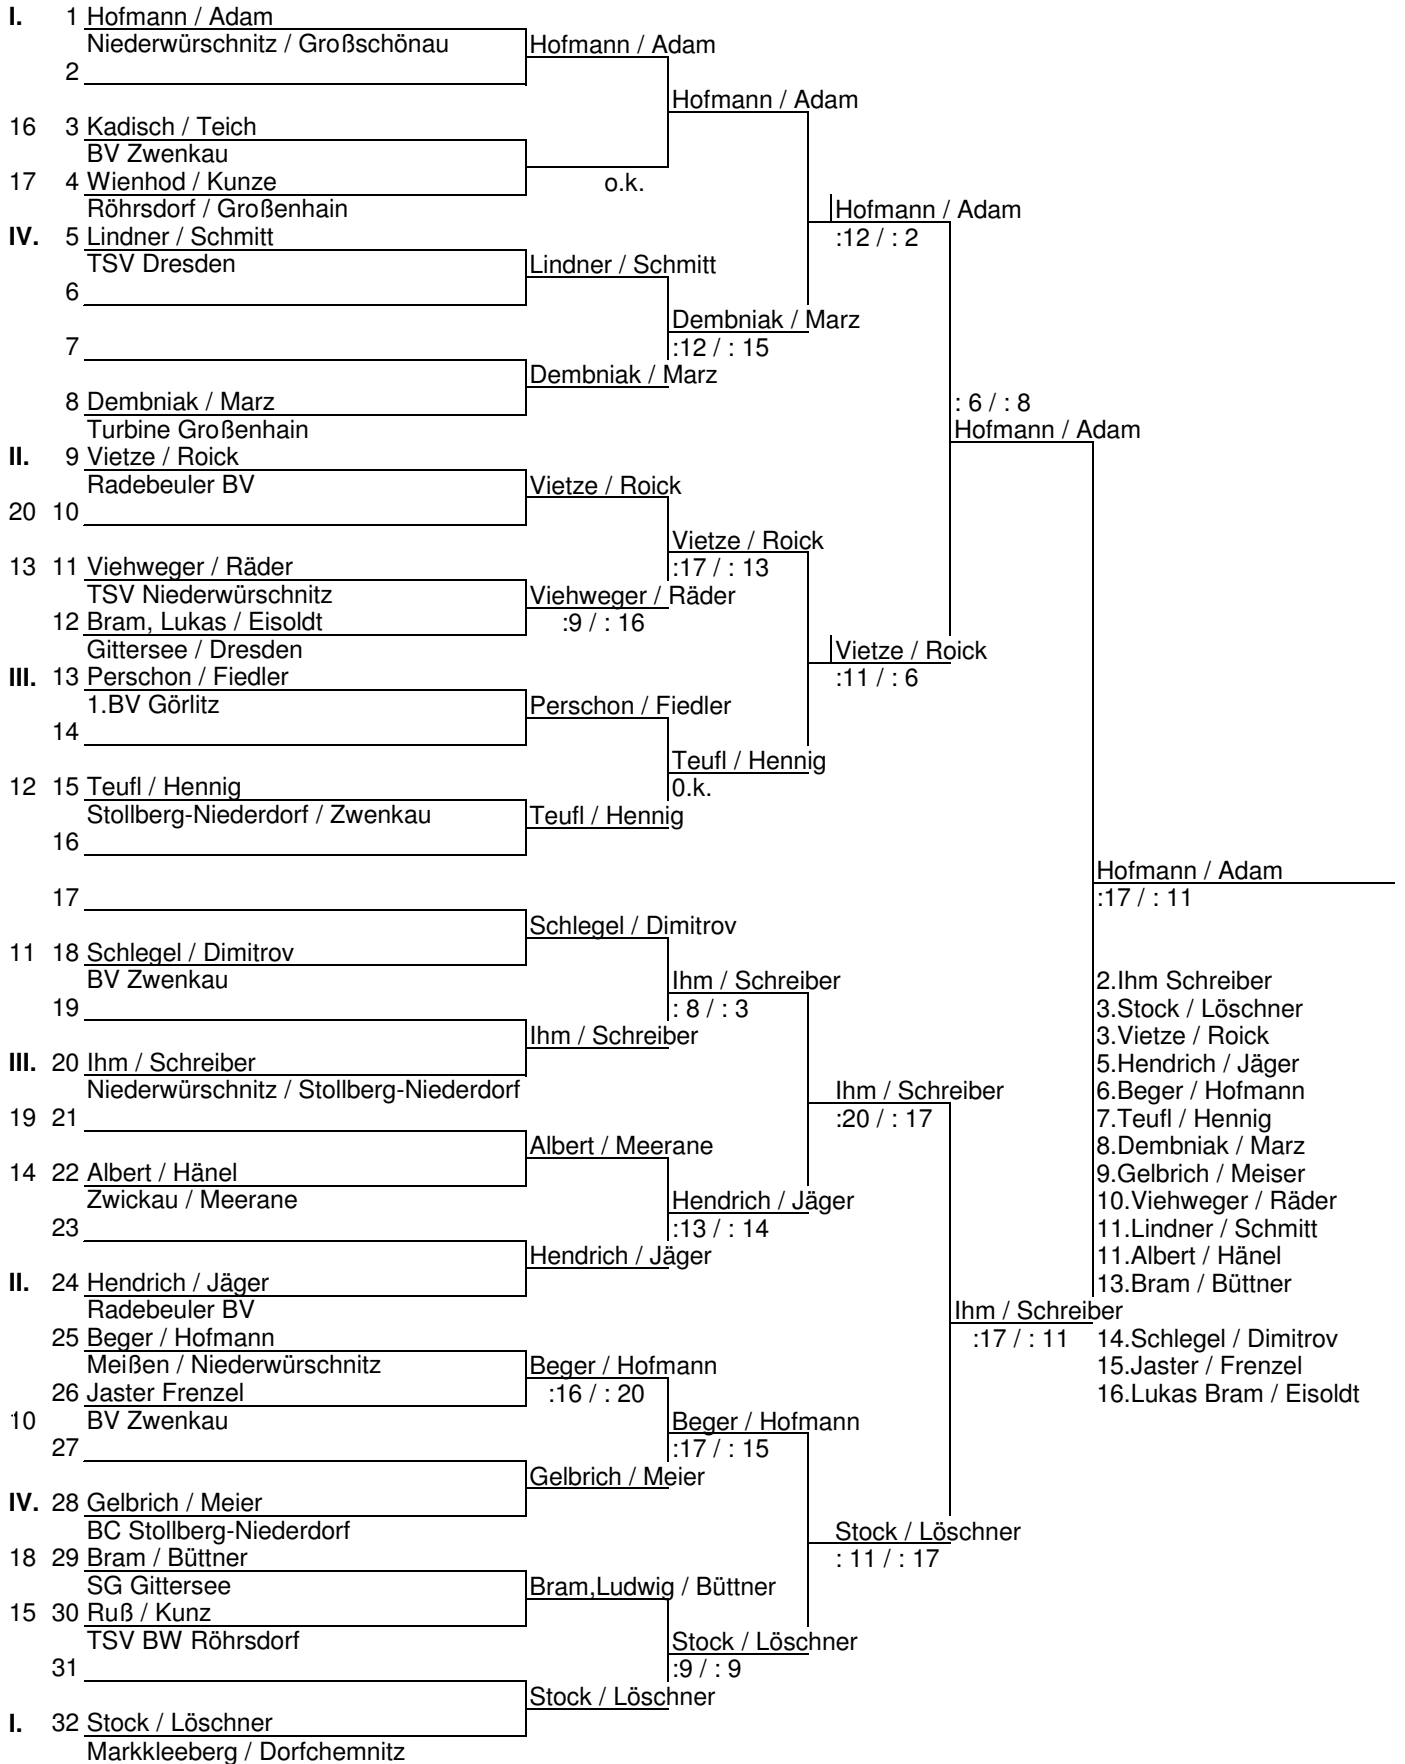 I. 1 Hofmann / Adam
Niederwürschnitz / Großschönau
Hofmann / Adam
2
Hofmann / Adam
16 3 Kadisch / Teich
BV Zwenkau
17 4 Wienhod / Kunze
o.k.
Röhrsdorf / Großenhain
Hofmann / Adam
IV. 5 Lindner / Schmitt
:12 / : 2
TSV Dresden
Lindner / Schmitt
6
Dembniak / Marz
7
:12 / : 15
Dembniak / Marz
8 Dembniak / Marz
: 6 / : 8
Turbine Großenhain
Hofmann / Adam
II. 9 Vietze / Roick
Radebeuler BV
Vietze / Roick
20 10
Vietze / Roick
13 11 Viehweger / Räder
:17 / : 13
TSV Niederwürschnitz
Viehweger / Räder
12 Bram, Lukas / Eisoldt
:9 / : 16
Gittersee / Dresden
Vietze / Roick
III. 13 Perschon / Fiedler
:11 / : 6
1.BV Görlitz
Perschon / Fiedler
14
Teufl / Hennig
12 15 Teufl / Hennig
0.k.
Stollberg-Niederdorf / Zwenkau
Teufl / Hennig
16
Hofmann / Adam
17
:17 / : 11
Schlegel / Dimitrov
11 18 Schlegel / Dimitrov
BV Zwenkau
Ihm / Schreiber
2.Ihm Schreiber
19
: 8 / : 3
3.Stock / Löschner
Ihm / Schreiber
3.Vietze / Roick
III. 20 Ihm / Schreiber
5.Hendrich / Jäger
Niederwürschnitz / Stollberg-Niederdorf
Ihm / Schreiber
6.Beger / Hofmann
19 21
:20 / : 17
7.Teufl / Hennig
Albert / Meerane
8.Dembniak / Marz
14 22 Albert / Hänel
9.Gelbrich / Meiser
Zwickau / Meerane
Hendrich / Jäger
10.Viehweger / Räder
23
:13 / : 14
11.Lindner / Schmitt
Hendrich / Jäger
11.Albert / Hänel
II. 24 Hendrich / Jäger
13.Bram / Büttner
Radebeuler BV
Ihm / Schreiber
25 Beger / Hofmann
:17 / : 11
14.Schlegel / Dimitrov
Meißen / Niederwürschnitz
Beger / Hofmann
15.Jaster / Frenzel
26 Jaster Frenzel
:16 / : 20
16.Lukas Bram / Eisoldt
10 BV Zwenkau
Beger / Hofmann
27
:17 / : 15
Gelbrich / Meier
IV. 28 Gelbrich / Meier
BC Stollberg-Niederdorf
Stock / Löschner
18 29 Bram / Büttner
: 11 / : 17
SG Gittersee
Bram,Ludwig / Büttner
15 30 Ruß / Kunz
TSV BW Röhrsdorf
Stock / Löschner
31
:9 / : 9
Stock / Löschner
I. 32 Stock / Löschner
Markkleeberg / Dorfchemnitz